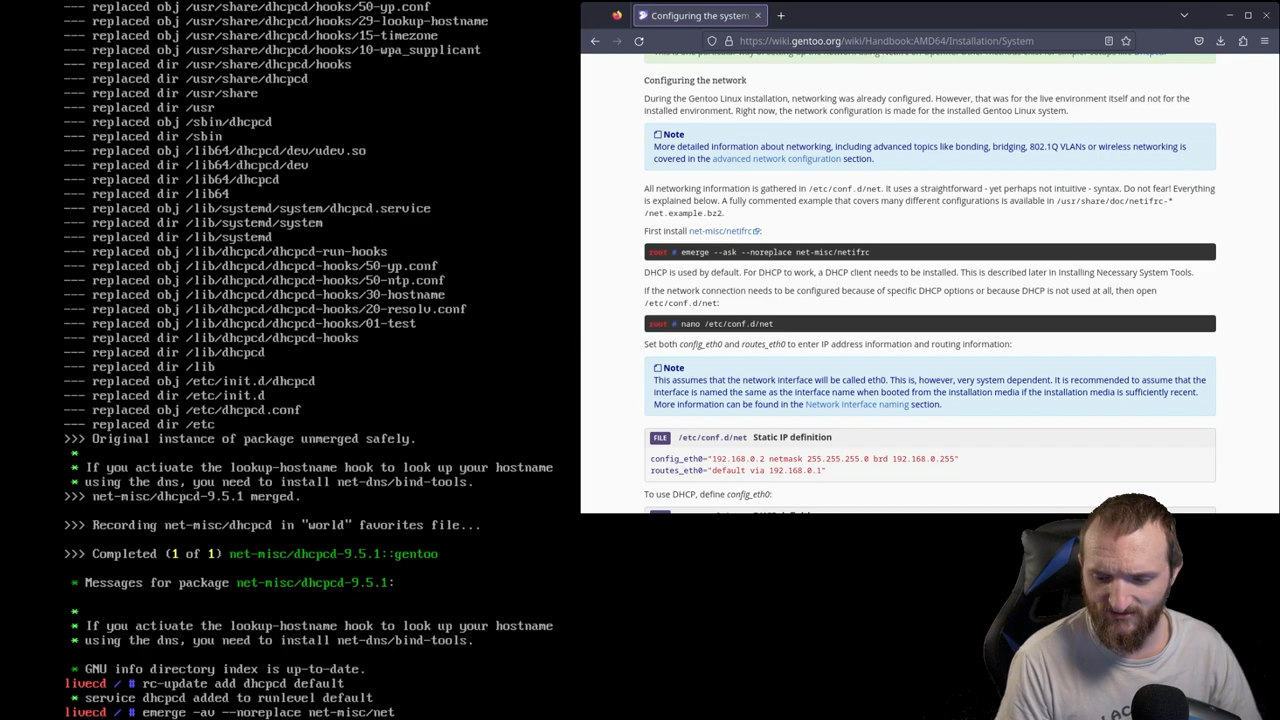 --- replaced obj /usr/share/dhcpcd/hooks/50-yp.conf
--- replaced obj /usr/share/dhcpcd/hooks/29-lookup-hostname
--- replaced obj /usr/share/dhcpcd/hooks/15-timezone
--- replaced obj /usr/share/dhcpcd/hooks/10-wpa_supplicant
--- replaced dir /usr/share/dhcpcd/hooks
--- replaced dir /usr/share/dhcpcd
--- replaced dir /usr/share
--- replaced dir /usr
--- replaced obj /sbin/dhcpcd
--- replaced dir /sbin
--- replaced obj /lib64/dhcpcd/dev/udev.so
--- replaced dir /lib64/dhcpcd/dev
--- replaced dir /lib64/dhcpcd
--- replaced dir /lib64
--- replaced obj /lib/systemd/system/dhcpcd.service
--- replaced dir /lib/systemd/system
--- replaced dir /lib/systemd
--- replaced obj /lib/dhcpcd/dhcpcd-run-hooks
--- replaced obj /lib/dhcpcd/dhcpcd-hooks/50-yp.conf
--- replaced obj /lib/dhcpcd/dhcpcd-hooks/50-ntp.conf
--- replaced obj /lib/dhcpcd/dhcpcd-hooks/30-hostname
--- replaced obj /lib/dhcpcd/dhcpcd-hooks/20-resolv.conf
--- replaced obj /lib/dhcpcd/dhcpcd-hooks/01-test
--- replaced dir /lib/dhcpcd/dhcpcd-hooks
--- replaced dir /lib/dhcpcd
--- replaced dir /lib
--- replaced obj /etc/init.d/dhcpcd
--- replaced dir /etc/init.d
--- replaced obj /etc/dhcpcd.conf
--- replaced dir /etc
>>> Original instance of package unmerged safely.
*
* If you activate the lookup-hostname hook to look up your hostname
* using the dns, you need to install net-dns/bind-tools.
>>> net-misc/dhcpcd-9.5.1 merged.
>>> Recording net-misc/dhcpcd in "world" favorites file...
>>> Completed (1 of 1) net-misc/dhcpcd-9.5.1::gentoo
* Messages for package net-misc/dhcpcd-9.5.1:
*
* If you activate the lookup-hostname hook to look up your hostname
* using the dns, you need to install net-dns/bind-tools.
* GNU info directory index is up-to-date.
livecd / # rc-update add dhcpcd default
* service dhcpcd added to runlevel default
livecd / # emerge -av --noreplace net-misc/net
Configuring the system
https://wiki.gentoo.org/wiki/Handbook:AMD64/Installation/System
Configuring the network
During the Gentoo Linux installation, networking was already configured. However, that was for the live environment itself and not for the
installed environment. Right now, the network configuration is made for the installed Gentoo Linux system.
Note
More detailed information about networking, including advanced topics like bonding, bridging, 802.1Q VLANs or wireless networking is
covered in the advanced network configuration section.
All networking information is gathered in /etc/conf.d/net. It uses a straightforward - yet perhaps not intuitive - syntax. Do not fear! Everything
is explained below. A fully commented example that covers many different configurations is available in /usr/share/doc/netifrc-*
/net.example.bz2.
First install net-misc/netifrc:
root # emerge --ask --noreplace net-misc/netifrc
DHCP is used by default. For DHCP to work, a DHCP client needs to be installed. This is described later in Installing Necessary System Tools.
If the network connection needs to be configured because of specific DHCP options or because DHCP is not used at all, then open
/etc/conf.d/net:
root # nano /etc/conf.d/net
Set both config_eth0 and routes_eth0 to enter IP address information and routing information:
Note
This assumes that the network interface will be called eth0. This is, however, very system dependent. It is recommended to assume that the
interface is named the same as the interface name when booted from the installation media if the installation media is sufficiently recent.
More information can be found in the Network interface naming section.
FILE /etc/conf.d/net Static IP definition
config_eth0="192.168.0.2 netmask 255.255.255.0 brd 192.168.0.255"
routes_eth0="default via 192.168.0.1"
To use DHCP, define config_eth0: